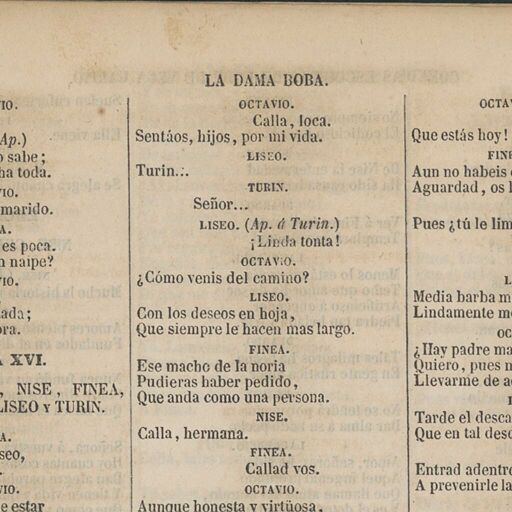 LA DAMA BOBA.
IO.
Ap.)
o sabe;
ha toda.
VIO.
marido.
A.
es poca.
n naipe?
VIO.
lada;
ora.
A XVI.
, NISE, FINEA,
LISEO Y TURIN.
A.
seo,
o.
VIO.
e estar
OCTAVIO.
Calla, loca.
Sentáos, hijos, por mi vida.
LISEO.
Turin...
TURIN.
Señor...
LISEO. (Ap. á Turin.)
¡Linda tonta!
OCTAVIO.
¿Cómo venis del camino?
LISEO.
Con los deseos en hoja,
Que siempre le hacen mas largo.
FINEA.
Ese macho de la noria
Pudieras haber pedido,
Que anda como una persona.
NISE.
Calla, hermana.
FINEA.
Callad vos.
OCTAVIO.
Aunque honesta y virtüosa,
OCTA
Que estás hoy!
FINE
Aun no habeis
Aguardad, os l
Pues ¿tú le lim
L
Media barba m
Lindamente m
OC
¿Hay padre ma
Quiero, pues n
Llevarme de a
Tarde el desca
Que en tal desc
Entrad adentr
A prevenirle la